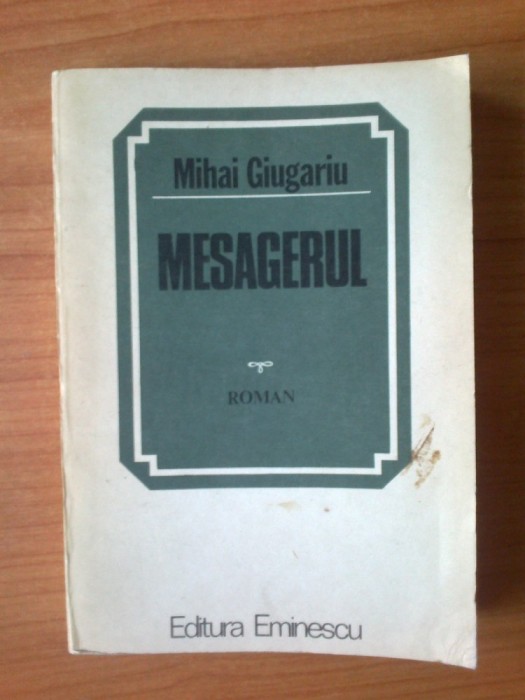 Mihai Giugariu
MESAGERUL
ROMAN
Editura Eminescu